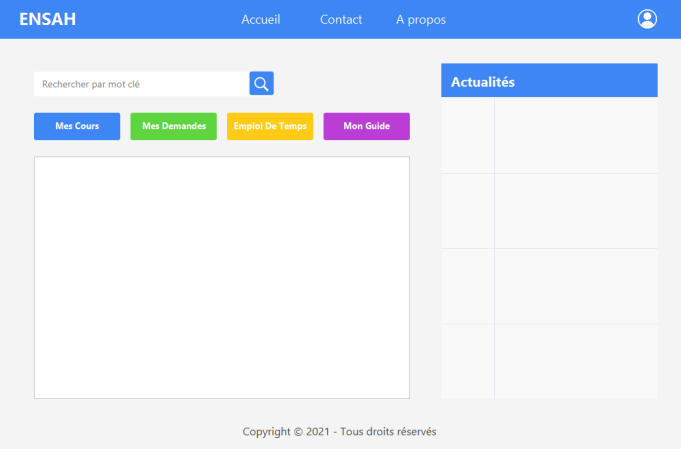 ENSAH Accueil Contact A propos
Rechercher par mot clé
Actualités
Mes Cours Mes Demandes Emploi De Temps Mon Guide
Copyright © 2021 - Tous droits réservés